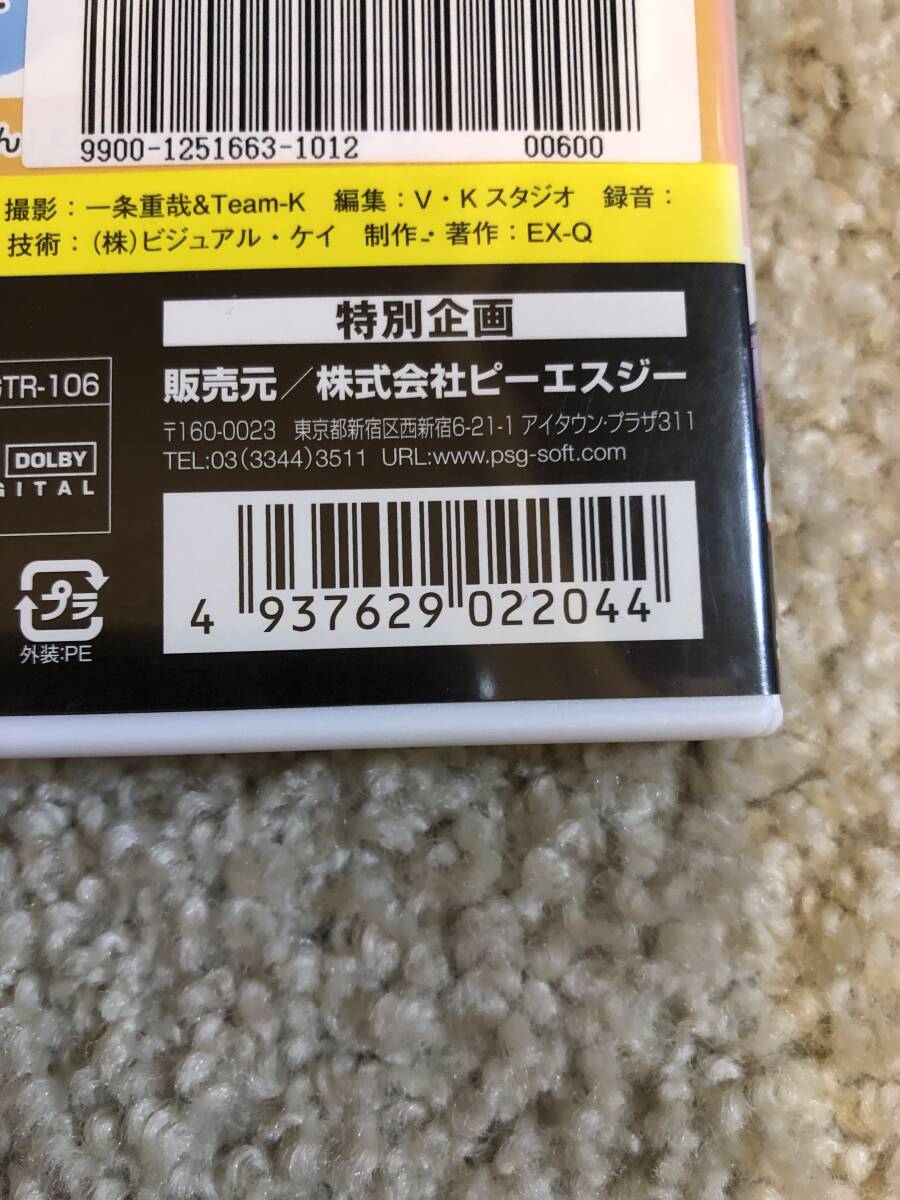 9900-1251663-1012 00600
ん
撮影：一条重哉&Team-K 編集：V・Kスタジオ 録音：
技術：（株）ビジュアル・ケイ 制作・著作：EX-Q
特別企画
TR-106
販売元／株式会社ピーエスジー
〒160-0023 東京都新宿区西新宿6-21-1 アイタウン・プラザ311
TEL:03(3344)3511 URL:www.psg-soft.com
DOLBY
GITAL
4 937629 022044
プラ
外装:PE